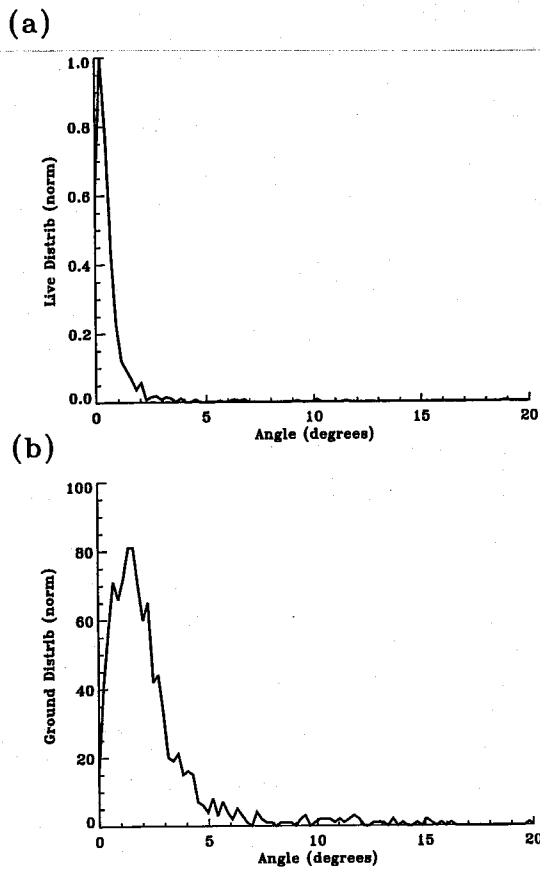 (a)
Live Distrib (norm)
1.0
0.8
0.6
0.4
0.2
0.0
0 5 10 15 20
Angle (degrees)
(b)
Ground Distrib (norm)
100
80
60
40
20
0
0 5 10 15 20
Angle (degrees)